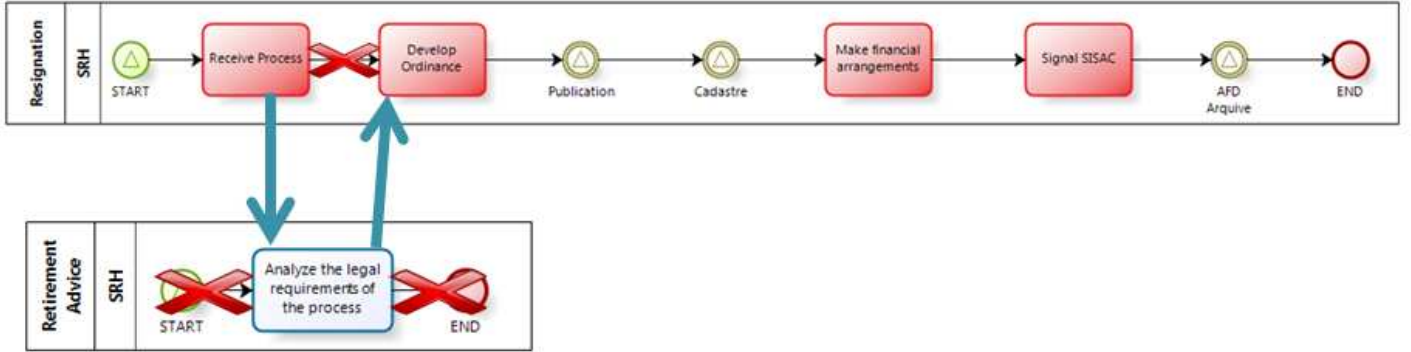 Resignation
SRH
START
Receive Process
Develop
Ordinance
Publication
Cadastre
Make financial
arrangements
Signal SISAC
AFD
Arquive
END
Retirement
Advice
SRH
START
Analyze the legal
requirements of
the process
END